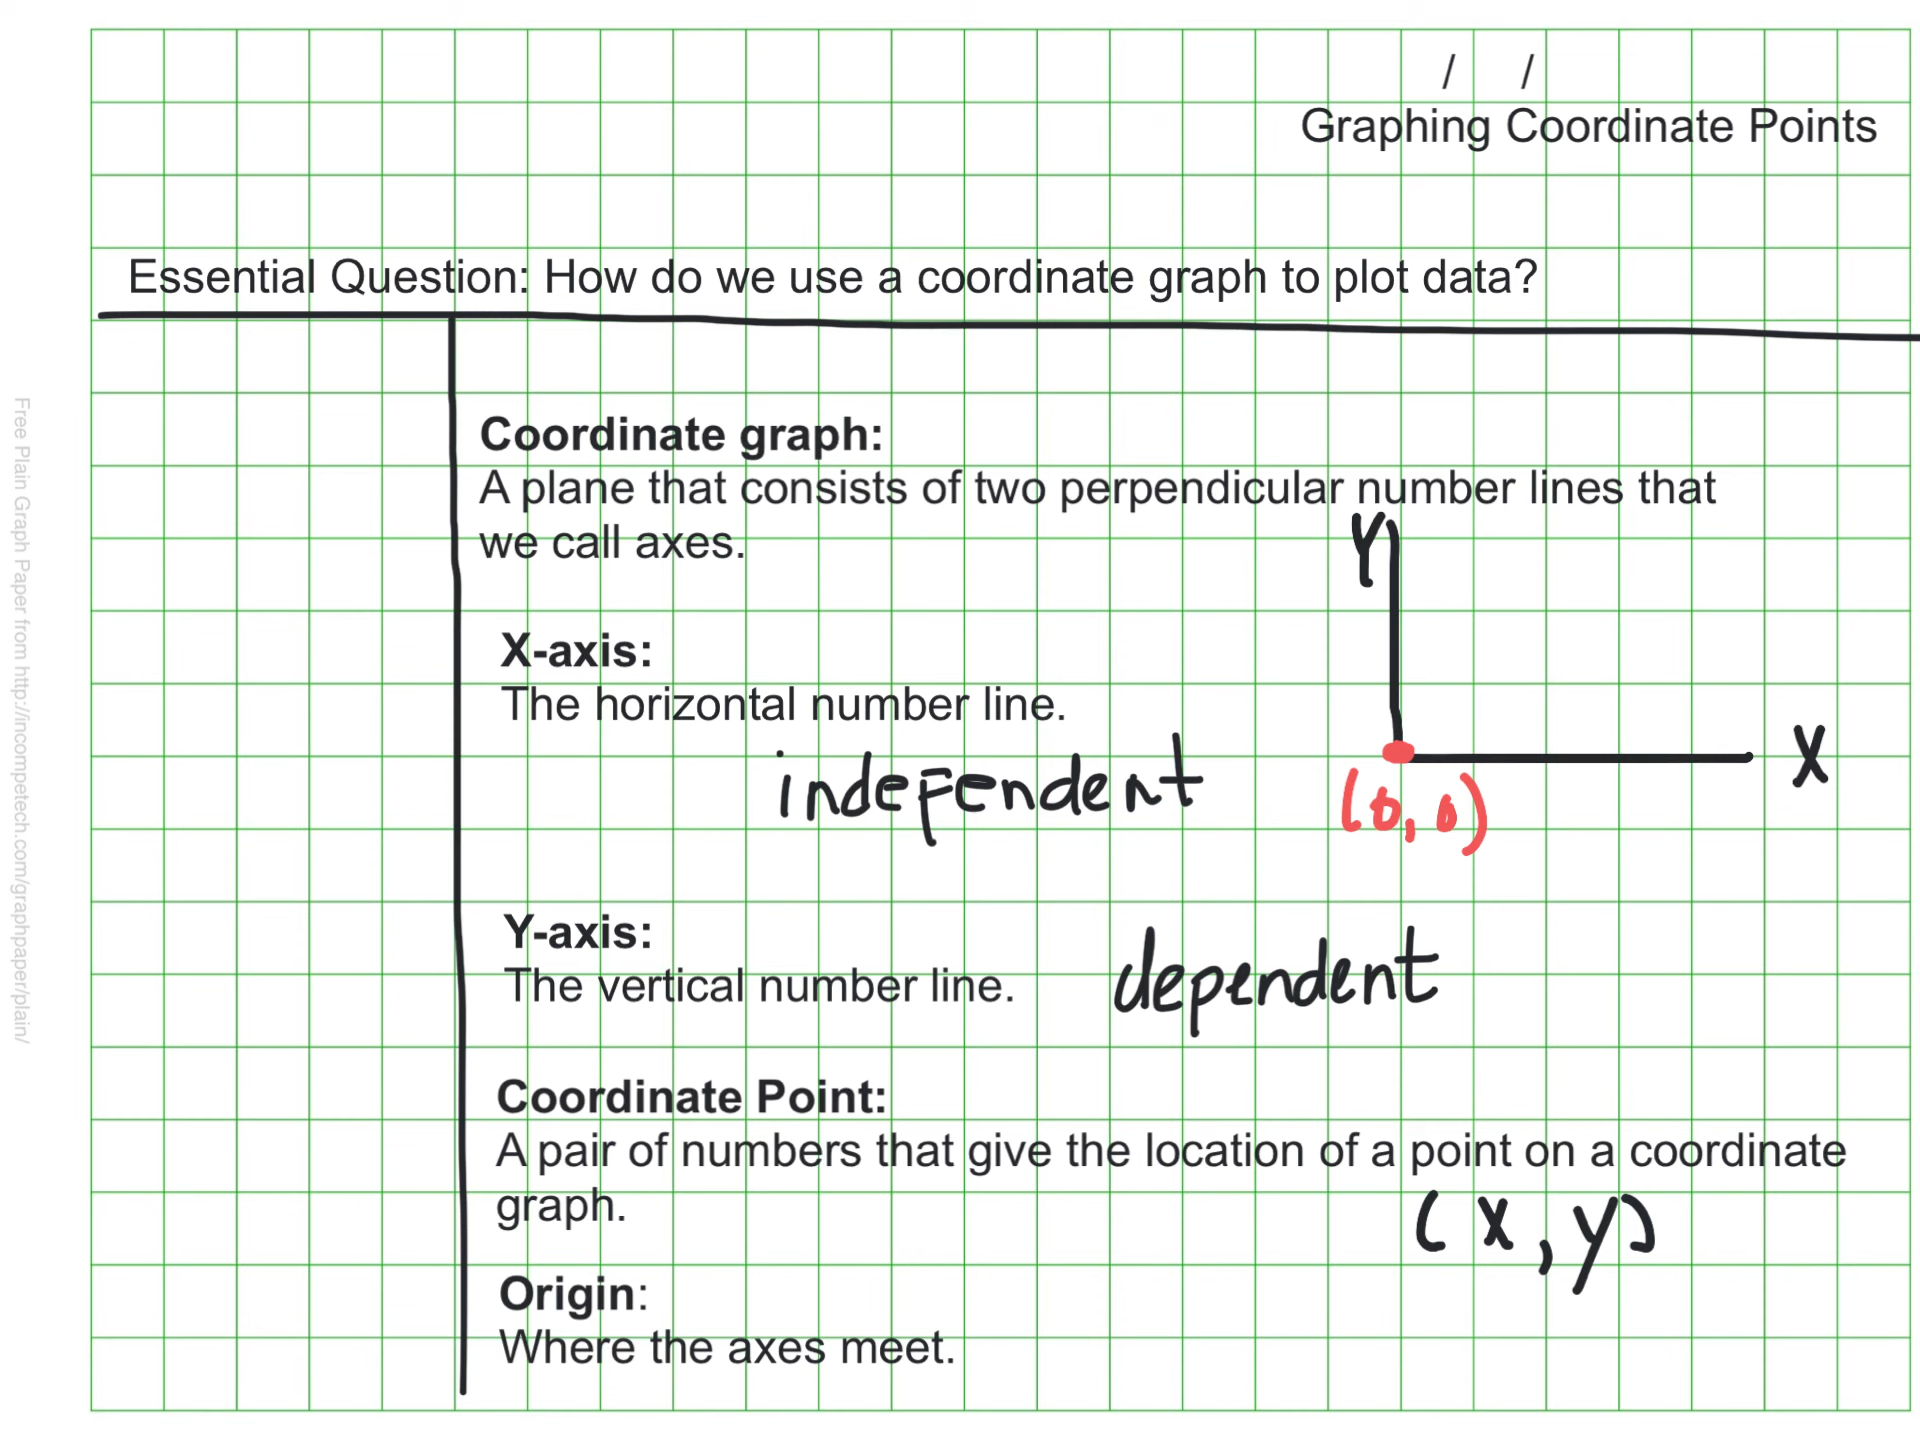 / /
Graphing Coordinate Points
Essential Question: How do we use a coordinate graph to plot data?
Coordinate graph:
A plane that consists of two perpendicular number lines that
we call axes.
Y
X-axis:
The horizontal number line.
independent
X
(0,0)
Y-axis:
The vertical number line.
dependent
Coordinate Point:
A pair of numbers that give the location of a point on a coordinate
graph.
(x,y)
Origin:
Where the axes meet.
Free Plain Graph Paper from http://incompetech.com/graphpaper/plain/